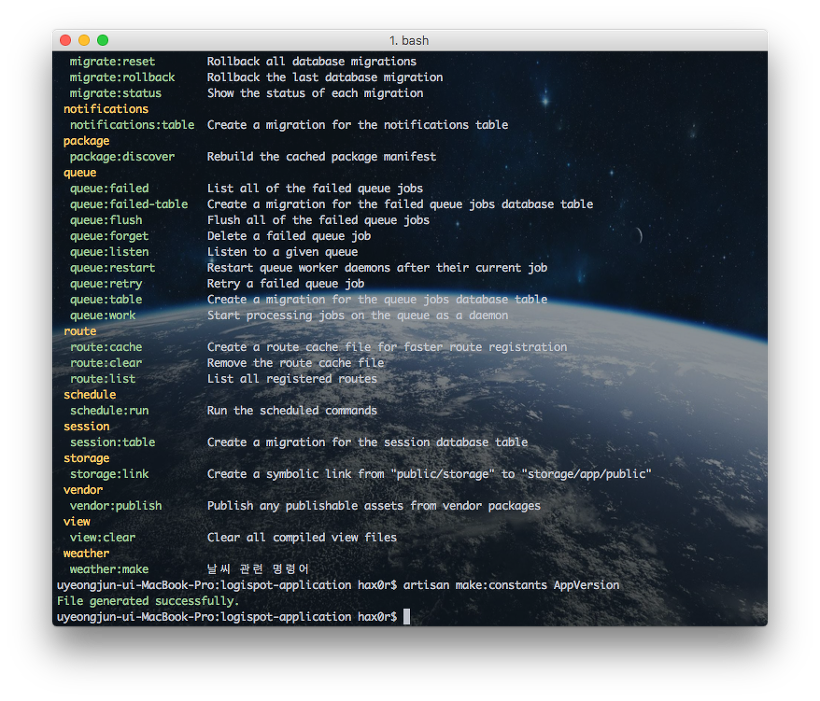 1. bash
migrate:reset Rollback all database migrations
migrate:rollback Rollback the last database migration
migrate:status Show the status of each migration
notifications
notifications:table Create a migration for the notifications table
package
package:discover Rebuild the cached package manifest
queue
queue:failed List all of the failed queue jobs
queue:failed-table Create a migration for the failed queue jobs database table
queue:flush Flush all of the failed queue jobs
queue:forget Delete a failed queue job
queue:listen Listen to a given queue
queue:restart Restart queue worker daemons after their current job
queue:retry Retry a failed queue job
queue:table Create a migration for the queue jobs database table
queue:work Start processing jobs on the queue as a daemon
route
route:cache Create a route cache file for faster route registration
route:clear Remove the route cache file
route:list List all registered routes
schedule
schedule:run Run the scheduled commands
session
session:table Create a migration for the session database table
storage
storage:link Create a symbolic link from "public/storage" to "storage/app/public"
vendor
vendor:publish Publish any publishable assets from vendor packages
view
view:clear Clear all compiled view files
weather
weather:make 날씨 관련 명령어
uyeongjun-ui-MacBook-Pro:logispot-application hax0r$ artisan make:constants AppVersion
File generated successfully.
uyeongjun-ui-MacBook-Pro:logispot-application hax0r$